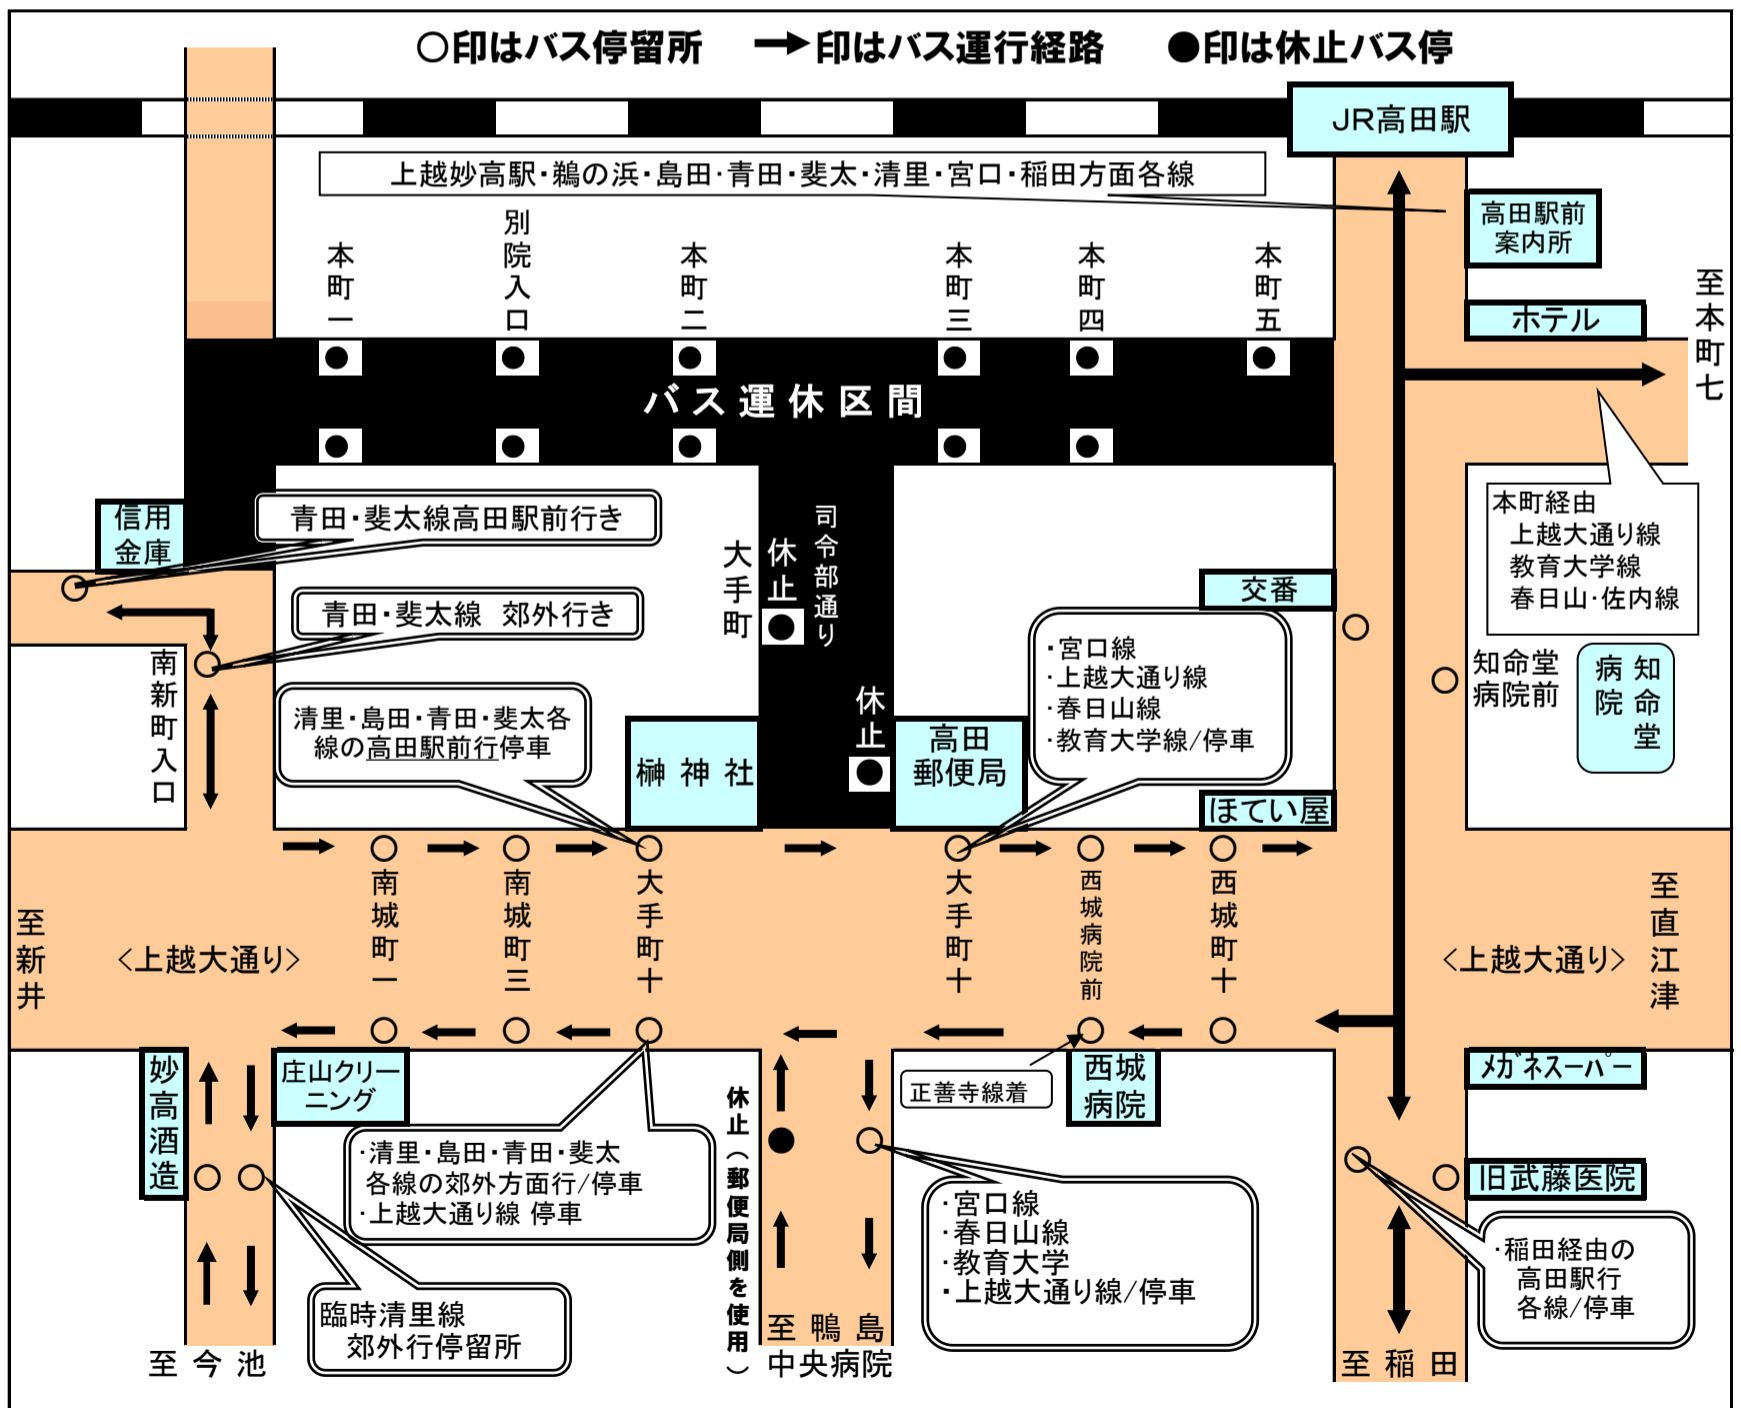 ○印はバス停留所　→印はバス運行経路　●印は休止バス停
JR高田駅
上越妙高駅・鵜の浜・島田・青田・斐太・清里・宮口・稲田方面各線
高田駅前
案内所
ホテル
至本町七
本町一
別院入口
本町二
本町三
本町四
本町五
バス運休区間
信用
金庫
青田・斐太線高田駅前行き
青田・斐太線　郊外行き
大手町
休止
司令部通り
休止
交番
本町経由
上越大通り線
教育大学線
春日山・佐内線
南新町入口
清里・島田・青田・斐太各
線の高田駅前行停車
榊神社
高田
郵便局
・宮口線
・上越大通り線
・春日山線
・教育大学線/停車
知命堂
病院前
知命堂
病院
ほてい屋
至新井
<上越大通り>
南城町一
南城町三
大手町十
大手町十
西城病院前
西城町十
<上越大通り>
至直江津
妙高酒造
庄山クリー
ニング
正善寺線着
西城
病院
メガネスーパー
・清里・島田・青田・斐太
各線の郊外方面行/停車
・上越大通り線 停車
休止（郵便局側を使用）
・宮口線
・春日山線
・教育大学
・上越大通り線/停車
旧武藤医院
・稲田経由の
高田駅行
各線/停車
臨時清里線
郊外行停留所
至今池
至鴨島
中央病院
至稲田